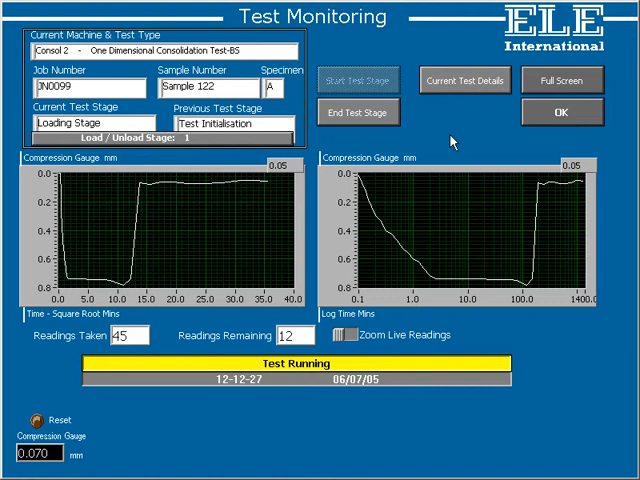 Test Monitoring
ELE
International
Current Machine & Test Type
Consol 2 - One Dimensional Consolidation Test-BS
Job Number Sample Number Specimen
JN0099 Sample 122 A
Current Test Stage Previous Test Stage
Loading Stage Test Initialisation
Load / Unload Stage: 1
Start Test Stage Current Test Details Full Screen
End Test Stage OK
Compression Gauge mm 0.05
0.0
0.2
0.4
0.6
0.8
0.0 5.0 10.0 15.0 20.0 25.0 30.0 35.0 40.0
Time - Square Root Mins
Compression Gauge mm 0.05
0.0
0.2
0.4
0.6
0.8
0.1 1.0 10.0 100.0 1400.0
Log Time Mins
Readings Taken 45 Readings Remaining 12 Zoom Live Readings
Test Running
12-12-27 06/07/05
Reset
Compression Gauge
0.070 mm